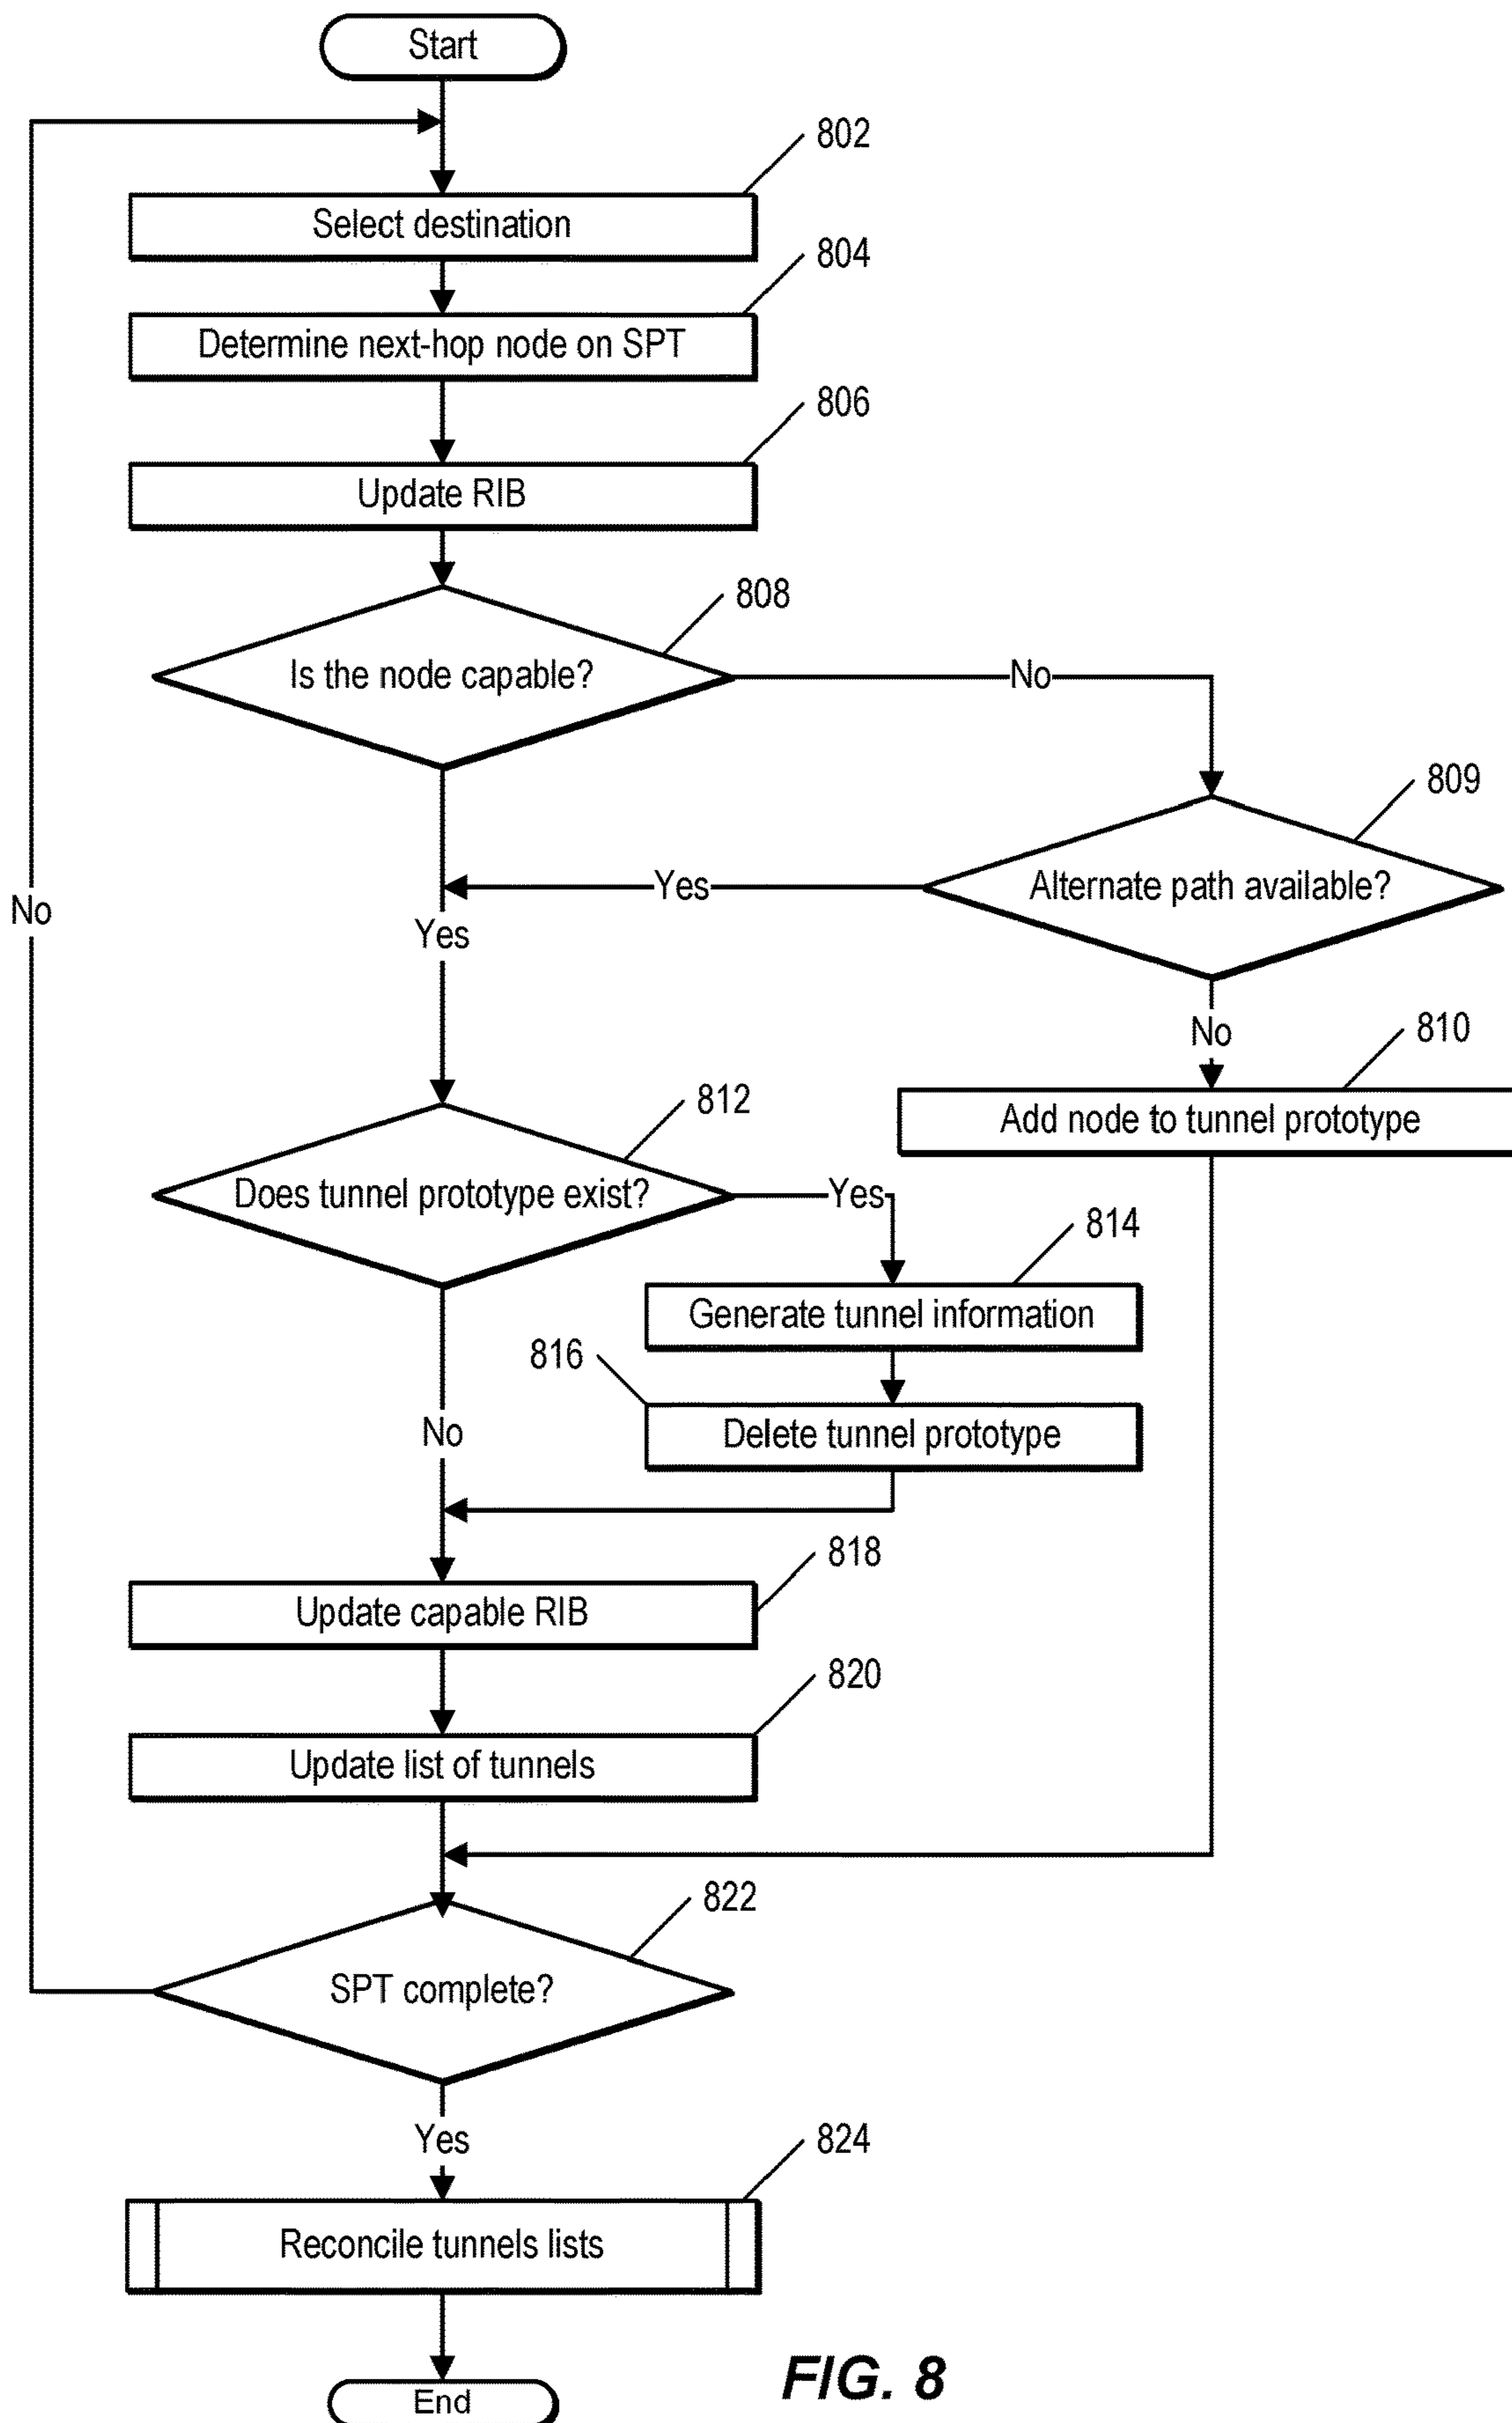 Start
802
Select destination
804
Determine next-hop node on SPT
806
Update RIB
808
Is the node capable?
No
809
Alternate path available?
Yes
No
Yes
No
810
Add node to tunnel prototype
812
Does tunnel prototype exist?
Yes
814
Generate tunnel information
816
Delete tunnel prototype
No
818
Update capable RIB
820
Update list of tunnels
822
SPT complete?
Yes
824
Reconcile tunnels lists
End
FIG. 8